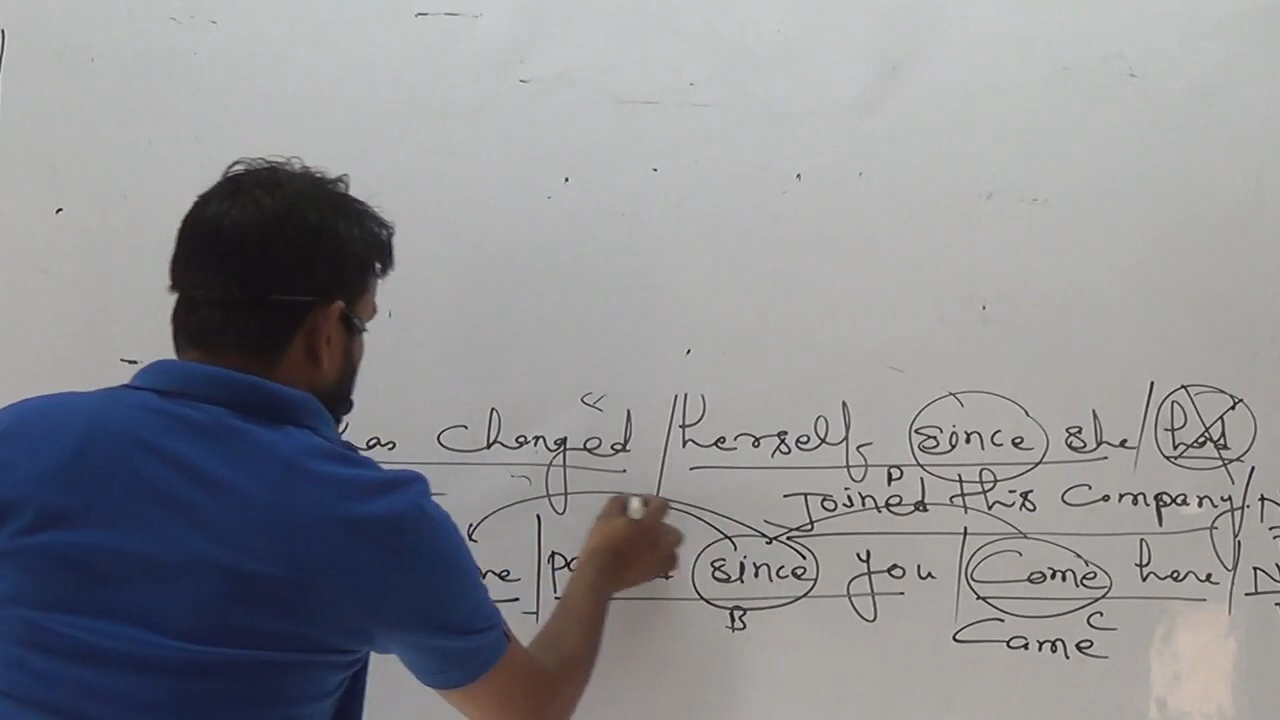 has changed / herself since she / had
P
Joined this Company / N
/ since you / Come here / N
B C
Came